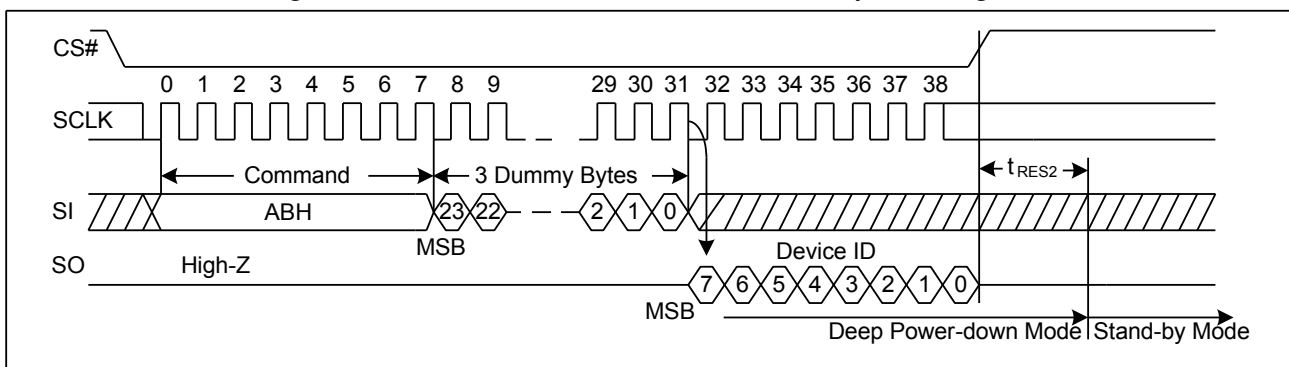 CS#
0 1 2 3 4 5 6 7 8 9 29 30 31 32 33 34 35 36 37 38
SCLK
Command 3 Dummy Bytes tRES2
SI ABH 23 22 2 1 0
MSB Device ID
SO High-Z 7 6 5 4 3 2 1 0
MSB
Deep Power-down Mode Stand-by Mode